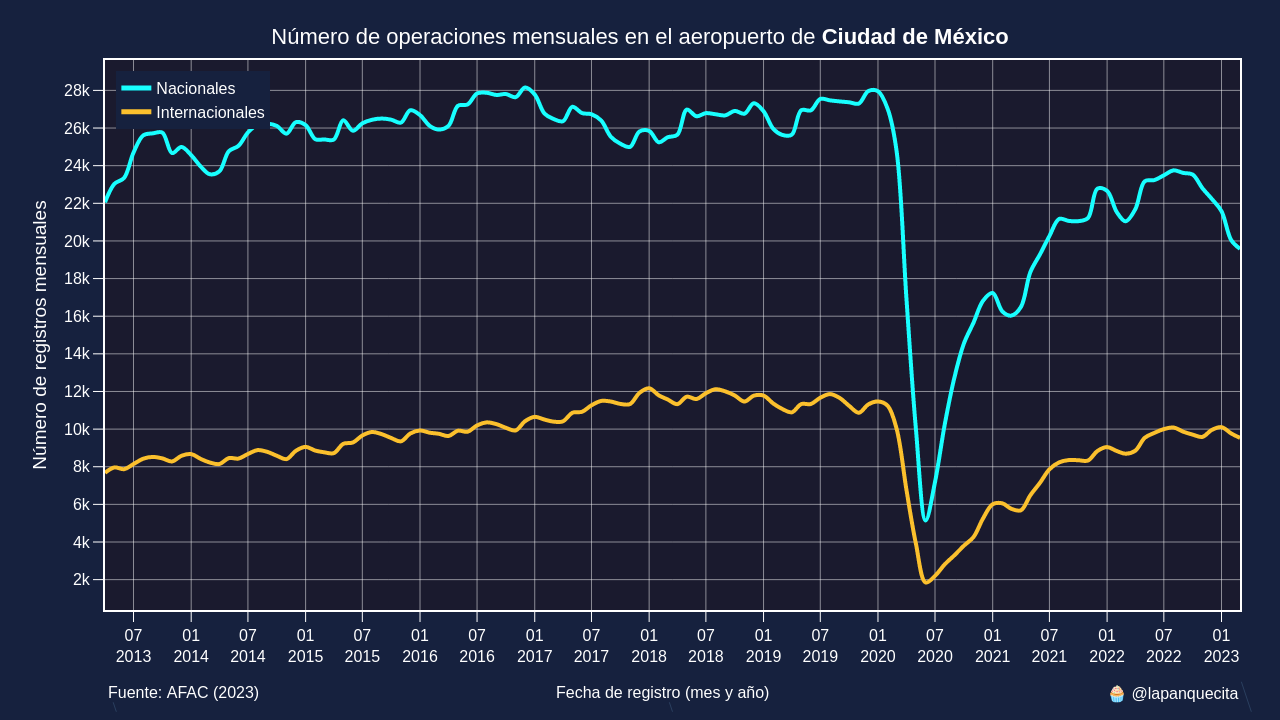 Número de operaciones mensuales en el aeropuerto de Ciudad de México
Nacionales
Internacionales
Número de registros mensuales
28k
26k
24k
22k
20k
18k
16k
14k
12k
10k
8k
6k
4k
2k
07 01 07 01 07 01 07 01 07 01 07 01 07 01 07 01 07 01 07 01
2013 2014 2014 2015 2015 2016 2016 2017 2017 2018 2018 2019 2019 2020 2020 2021 2021 2022 2022 2023
Fuente: AFAC (2023) Fecha de registro (mes y año) 🧁 @lapanquecita